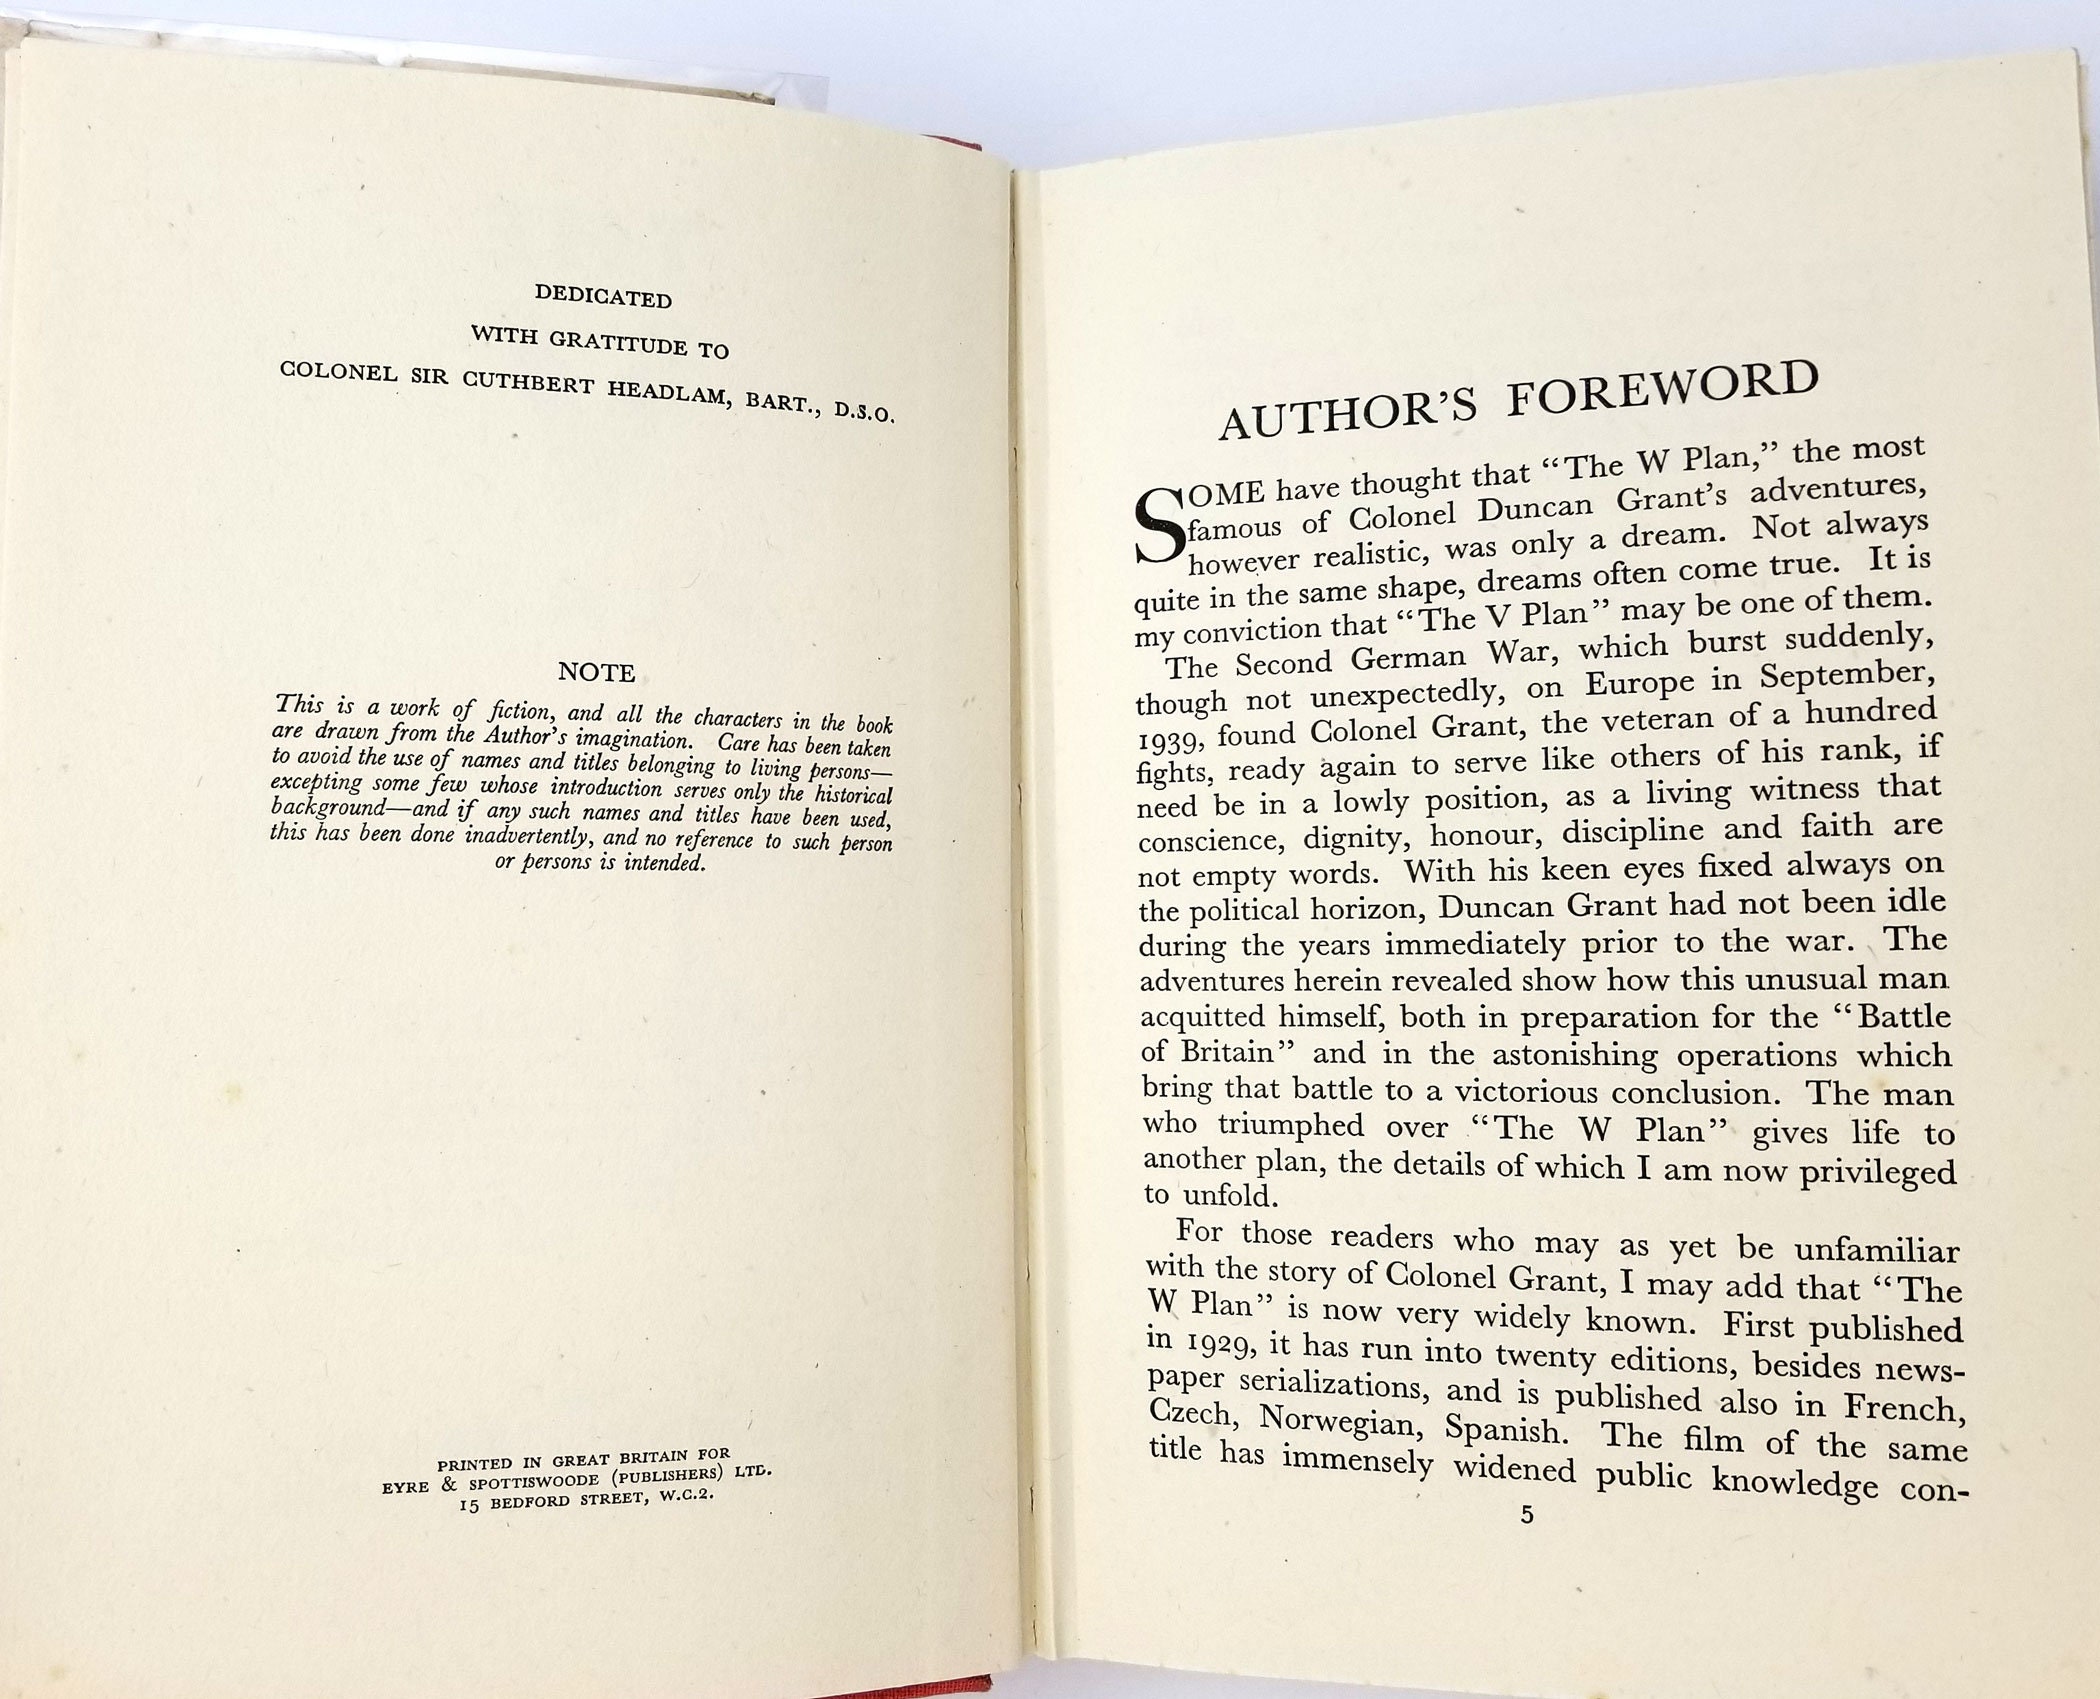 DEDICATED
WITH GRATITUDE TO
COLONEL SIR CUTHBERT HEADLAM, BART., D.S.O.
NOTE
This is a work of fiction, and all the characters in the book
are drawn from the Author's imagination. Care has been taken
to avoid the use of names and titles belonging to living persons—
excepting some few whose introduction serves only the historical
background—and if any such names and titles have been used,
this has been done inadvertently, and no reference to such person
or persons is intended.
PRINTED IN GREAT BRITAIN FOR
EYRE & SPOTTISWOODE (PUBLISHERS) LTD.
15 BEDFORD STREET, W.C.2.
AUTHOR'S FOREWORD
SOME have thought that “The W Plan,” the most
famous of Colonel Duncan Grant's adventures,
however realistic, was only a dream. Not always
quite in the same shape, dreams often come true. It is
my conviction that “The V Plan” may be one of them.
The Second German War, which burst suddenly,
though not unexpectedly, on Europe in September,
1939, found Colonel Grant, the veteran of a hundred
fights, ready again to serve like others of his rank, if
need be in a lowly position, as a living witness that
conscience, dignity, honour, discipline and faith are
not empty words. With his keen eyes fixed always on
the political horizon, Duncan Grant had not been idle
during the years immediately prior to the war. The
adventures herein revealed show how this unusual man
acquitted himself, both in preparation for the “Battle
of Britain” and in the astonishing operations which
bring that battle to a victorious conclusion. The man
who triumphed over “The W Plan” gives life to
another plan, the details of which I am now privileged
to unfold.
For those readers who may as yet be unfamiliar
with the story of Colonel Grant, I may add that “The
W Plan” is now very widely known. First published
in 1929, it has run into twenty editions, besides news-
paper serializations, and is published also in French,
Czech, Norwegian, Spanish. The film of the same
title has immensely widened public knowledge con-
5